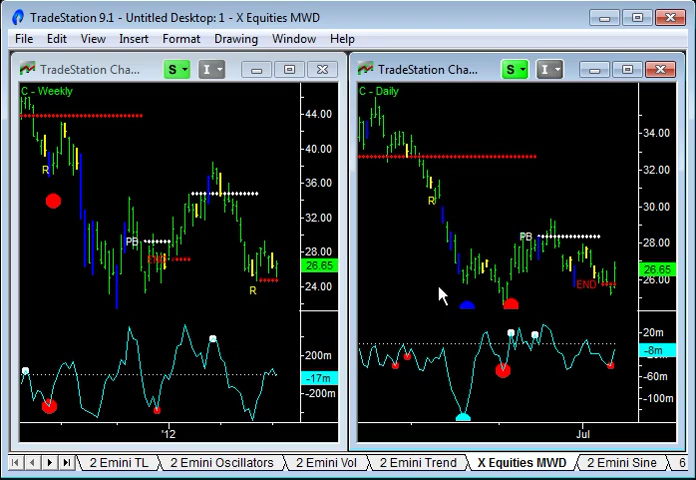 TradeStation 9.1 - Untitled Desktop: 1 - X Equities MWD
File Edit View Insert Format Drawing Window Help
TradeStation Cha...
S
I
C - Weekly
44.00
40.00
36.00
32.00
28.00
26.65
24.00
R
PB
END
R
200m
-17m
-200m
'12
TradeStation Cha...
S
I
C - Daily
34.00
32.00
30.00
28.00
26.65
26.00
R
PB
END
20m
-8m
-60m
-100m
Jul
2 Emini TL
2 Emini Oscillators
2 Emini Vol
2 Emini Trend
X Equities MWD
2 Emini Sine
6